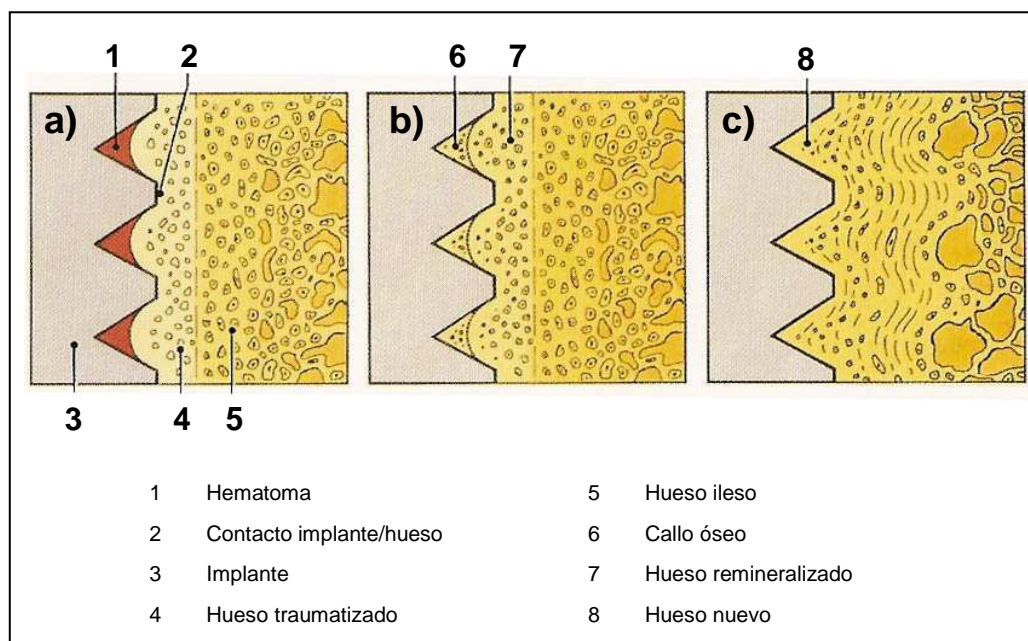 1 2 6 7 8
a) b) c)
3 4 5
1 Hematoma 5 Hueso ileso
2 Contacto implante/hueso 6 Callo óseo
3 Implante 7 Hueso remineralizado
4 Hueso traumatizado 8 Hueso nuevo